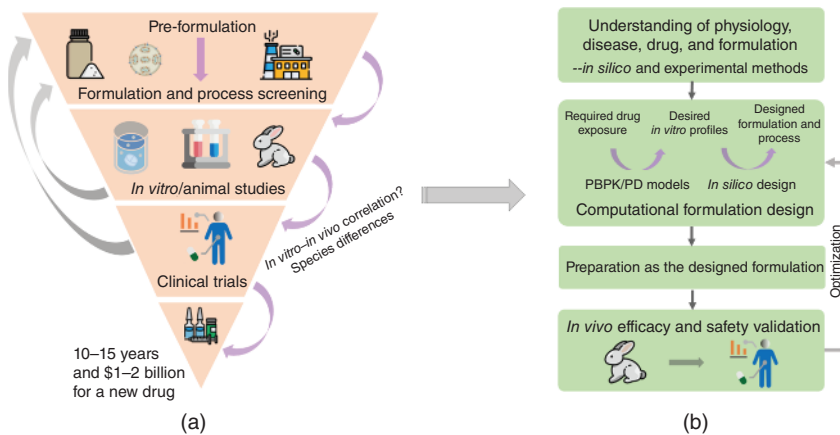 Pre-formulation
Formulation and process screening
In vitro/animal studies
In vitro–in vivo correlation?
Species differences
Clinical trials
10–15 years
and $1–2 billion
for a new drug
(a)
Understanding of physiology,
disease, drug, and formulation
--in silico and experimental methods
Required drug
exposure
Desired
in vitro profiles
Designed
formulation and
process
PBPK/PD models
In silico design
Computational formulation design
Preparation as the designed formulation
Optimization
In vivo efficacy and safety validation
(b)